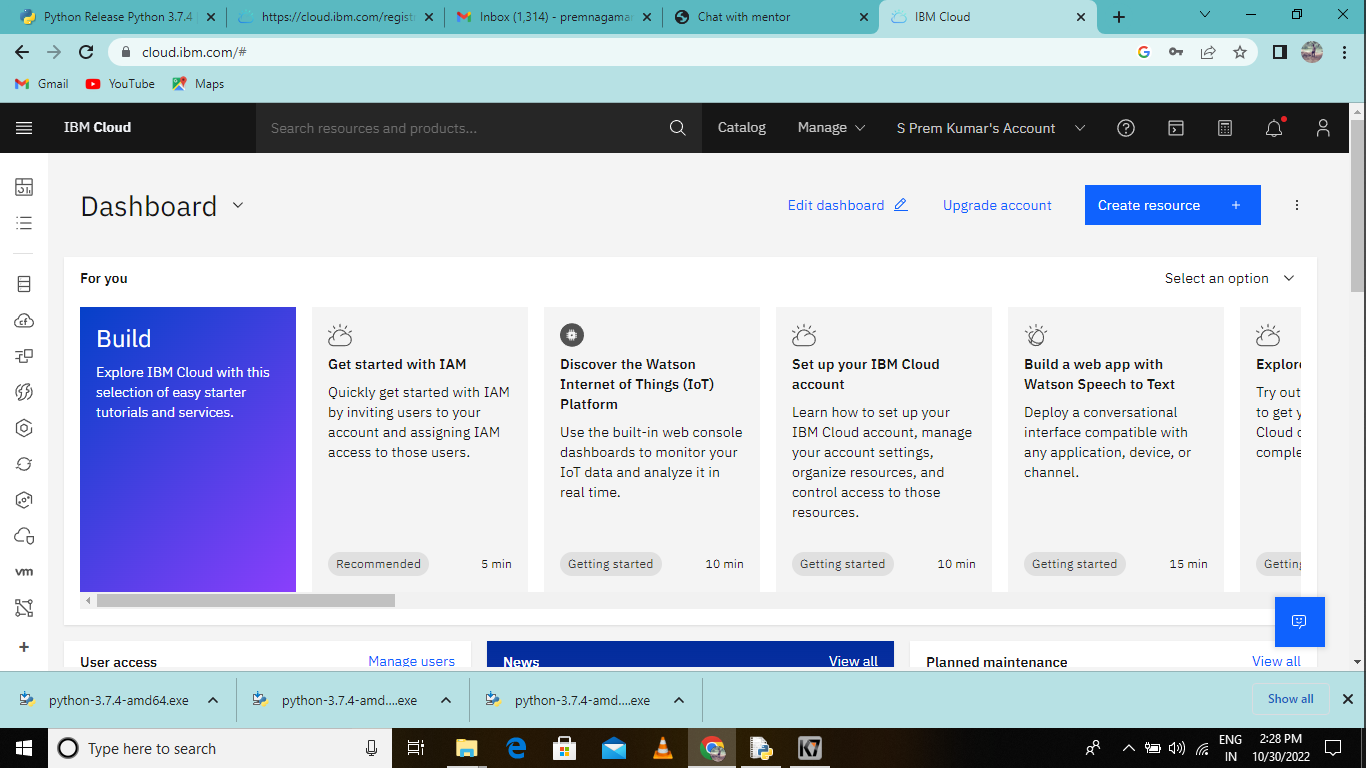 Python Release Python 3.7.4
https://cloud.ibm.com/regist
Inbox (1,314) - premnagama
Chat with mentor
IBM Cloud
cloud.ibm.com/#
Gmail
YouTube
Maps
IBM Cloud
Search resources and products...
Catalog
Manage
S Prem Kumar's Account
Dashboard
Edit dashboard
Upgrade account
Create resource +
For you
Select an option
Build
Explore IBM Cloud with this
selection of easy starter
tutorials and services.
Get started with IAM
Quickly get started with IAM
by inviting users to your
account and assigning IAM
access to those users.
Recommended
5 min
Discover the Watson
Internet of Things (IoT)
Platform
Use the built-in web console
dashboards to monitor your
IoT data and analyze it in
real time.
Getting started
10 min
Set up your IBM Cloud
account
Learn how to set up your
IBM Cloud account, manage
your account settings,
organize resources, and
control access to those
resources.
Getting started
10 min
Build a web app with
Watson Speech to Text
Deploy a conversational
interface compatible with
any application, device, or
channel.
Getting started
15 min
Explore
Try out
to get y
Cloud
comple
Getting
vm
User access
Manage users
News
View all
Planned maintenance
View all
python-3.7.4-amd64.exe
python-3.7.4-amd....exe
python-3.7.4-amd....exe
Show all
Type here to search
ENG
IN
2:28 PM
10/30/2022